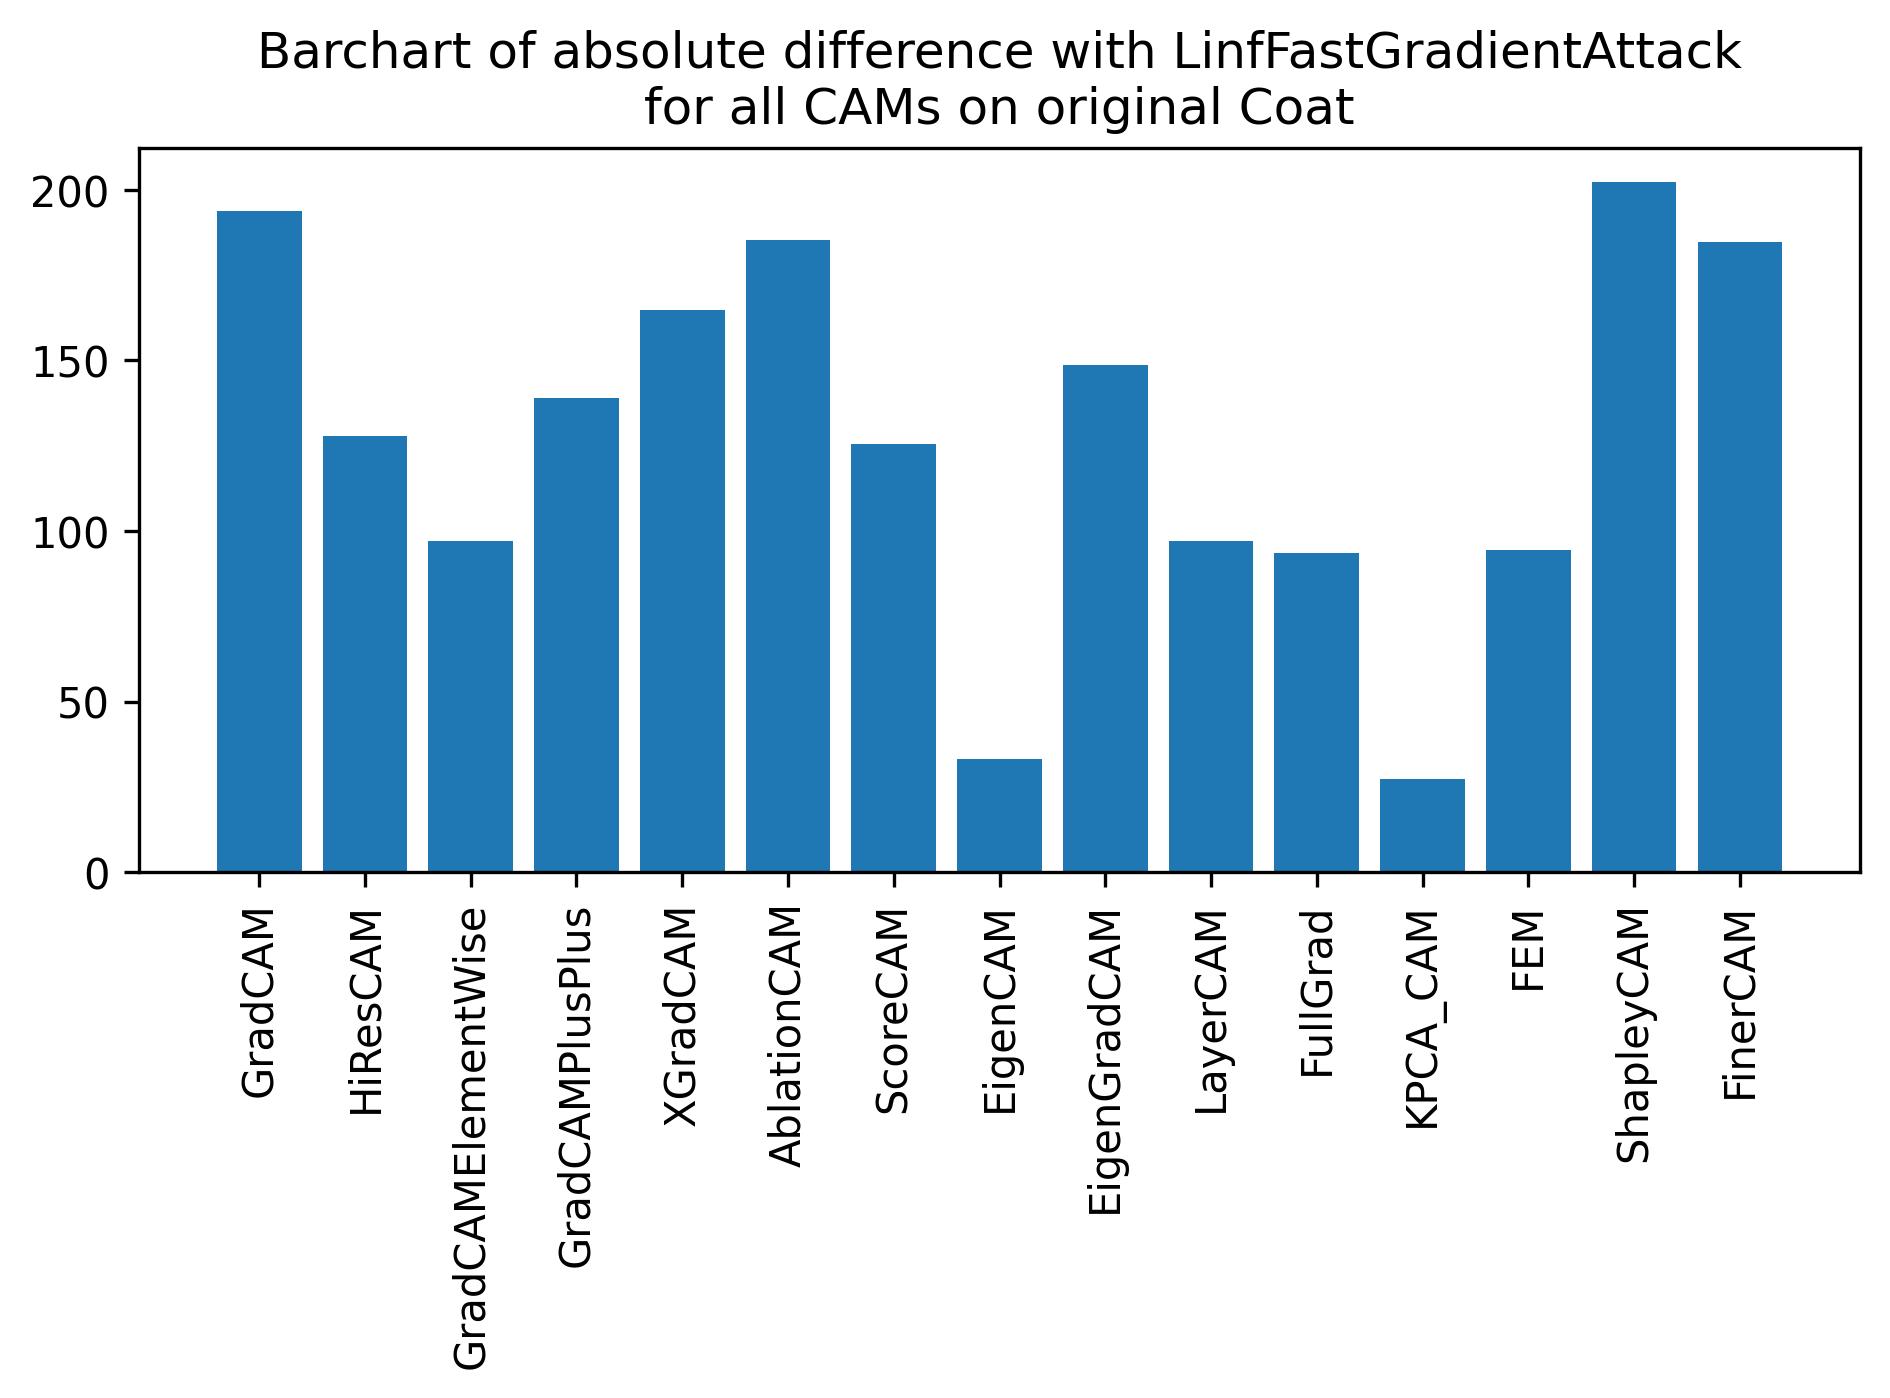 Barchart of absolute difference with LinfFastGradientAttack
for all CAMs on original Coat
200
150
100
50
0
GradCAM
HiResCAM
GradCAMElementWise
GradCAMPlusPlus
XGradCAM
AblationCAM
ScoreCAM
EigenCAM
EigenGradCAM
LayerCAM
FullGrad
KPCA_CAM
FEM
ShapleyCAM
FinerCAM